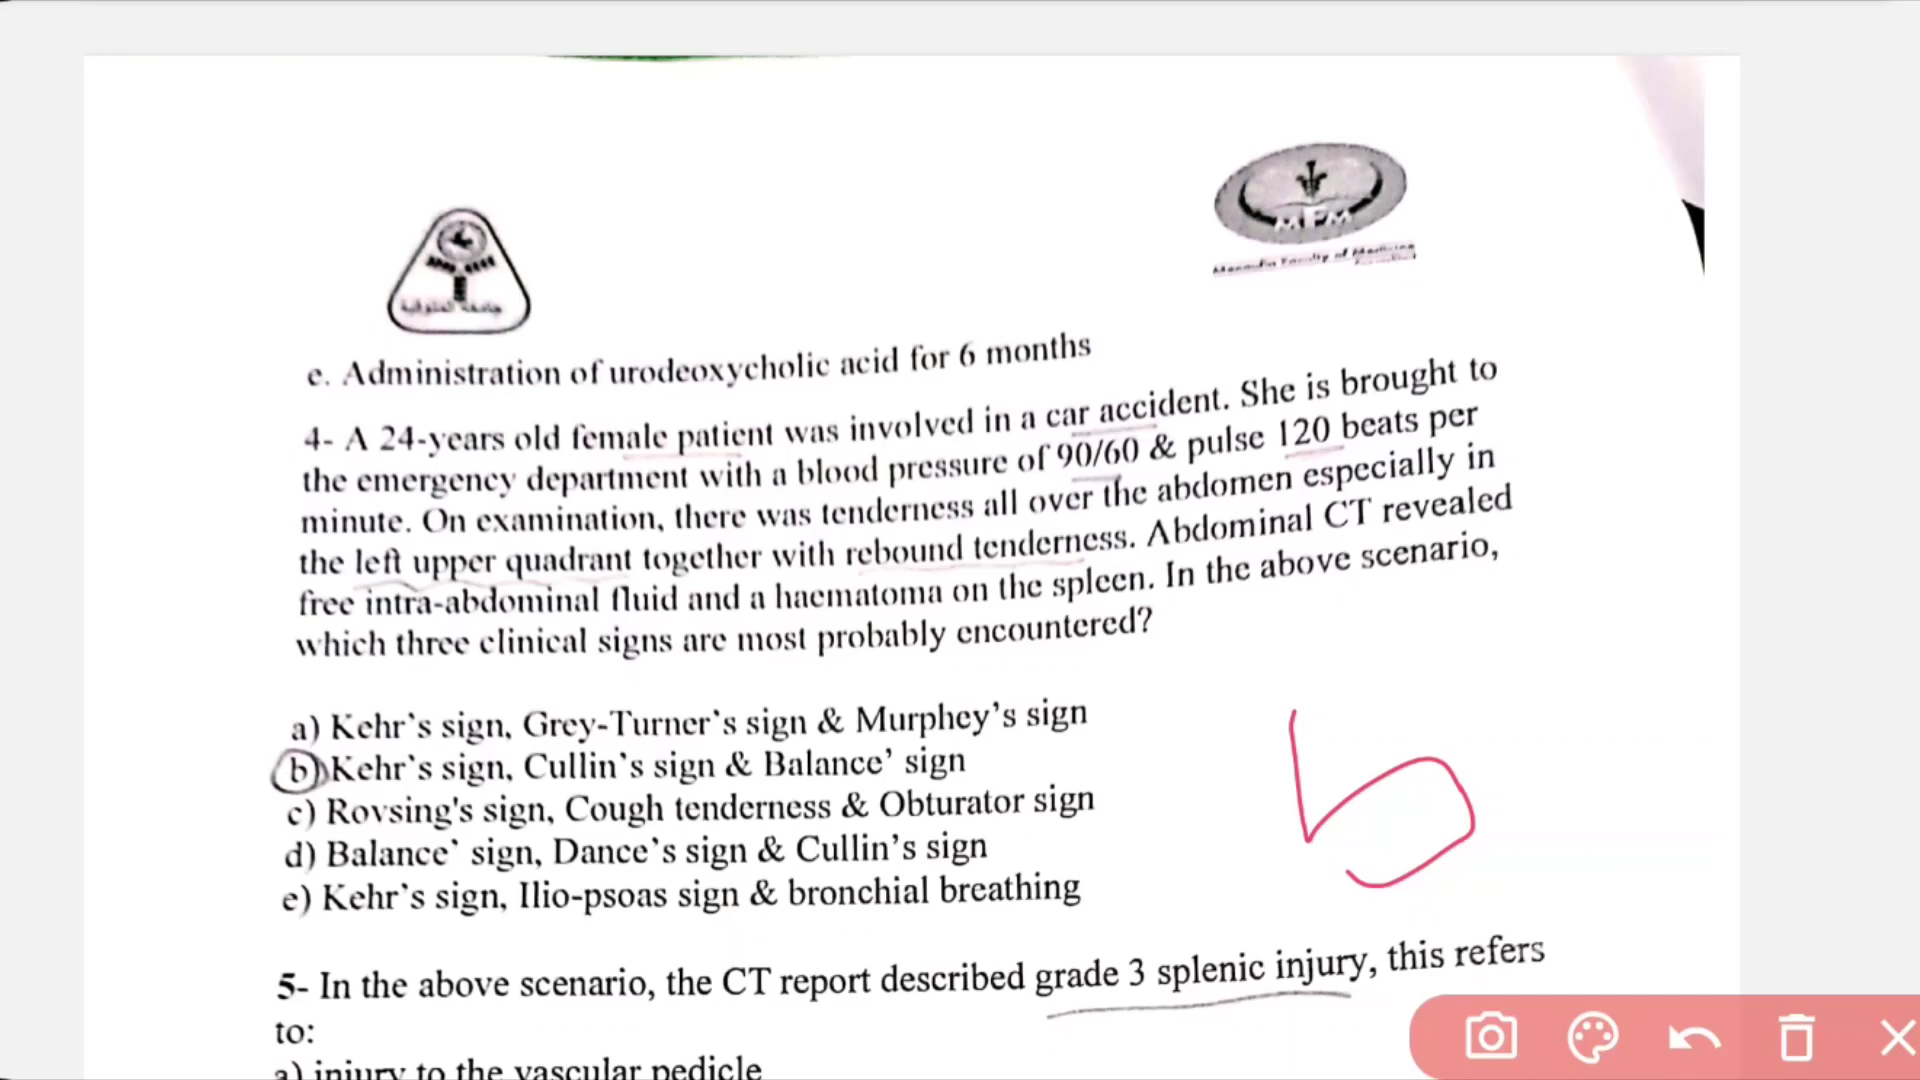 جامعة المنوفية
MFM
e. Administration of urodeoxycholic acid for 6 months
4- A 24-years old female patient was involved in a car accident. She is brought to
the emergency department with a blood pressure of 90/60 & pulse 120 beats per
minute. On examination, there was tenderness all over the abdomen especially in
the left upper quadrant together with rebound tenderness. Abdominal CT revealed
free intra-abdominal fluid and a haematoma on the spleen. In the above scenario,
which three clinical signs are most probably encountered?
a) Kehr`s sign, Grey-Turner`s sign & Murphey’s sign
b) Kehr`s sign, Cullin`s sign & Balance’ sign
c) Rovsing's sign, Cough tenderness & Obturator sign
d) Balance` sign, Dance`s sign & Cullin’s sign
e) Kehr`s sign, Ilio-psoas sign & bronchial breathing
b
5- In the above scenario, the CT report described grade 3 splenic injury, this refers
to:
a) injury to the vascular pedicle